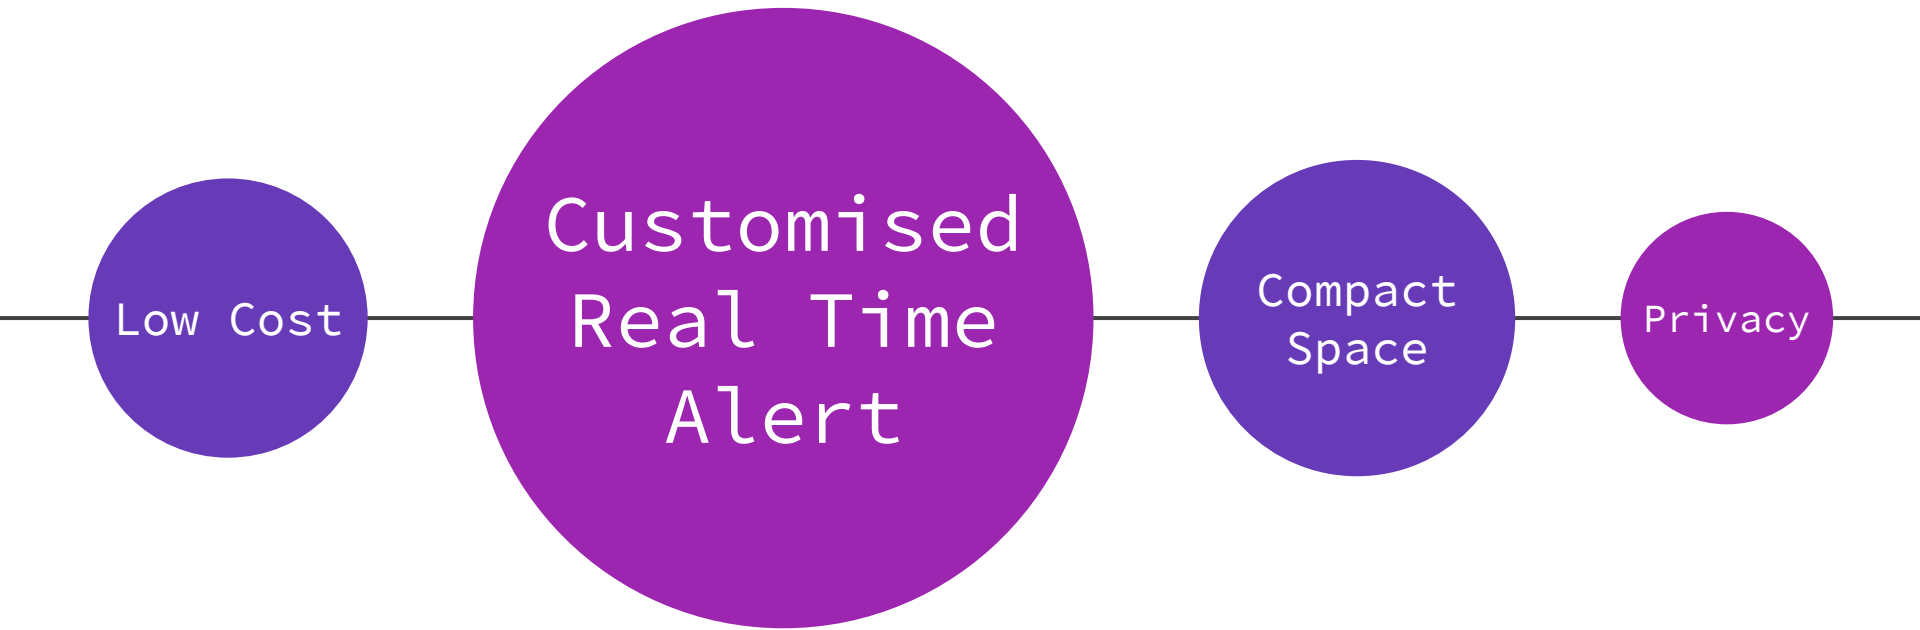 Low Cost
Customised
Real Time
Alert
Compact
Space
Privacy